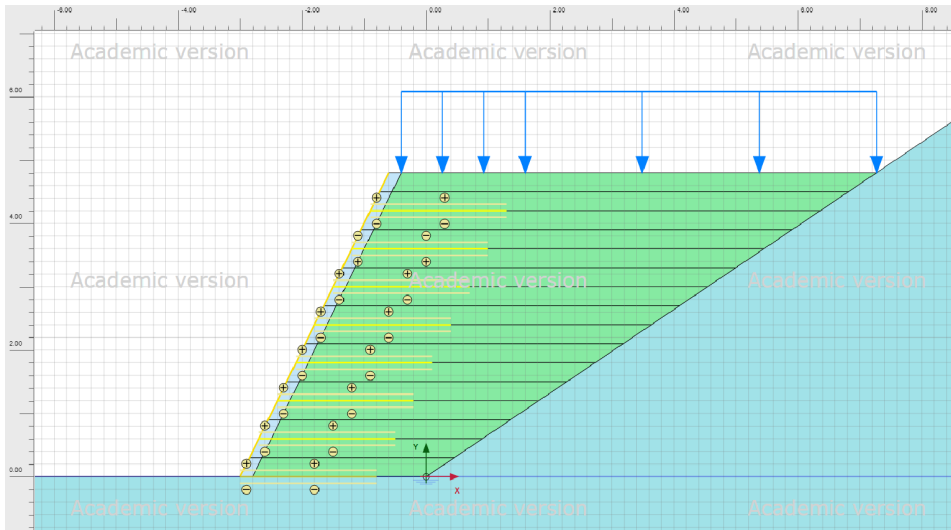 -6.00 -4.00 -2.00 0.00 2.00 4.00 6.00 8.00
Academic version Academic version Academic version
6.00
4.00
Academic version Academic version Academic version
2.00
0.00
Y
X
Academic version Academic version Academic version